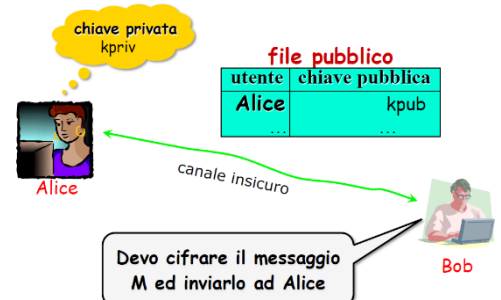 chiave privata
kpriv
file pubblico
utente chiave pubblica
Alice kpub
... ...
Alice
canale insicuro
Bob
Devo cifrare il messaggio
M ed inviarlo ad Alice